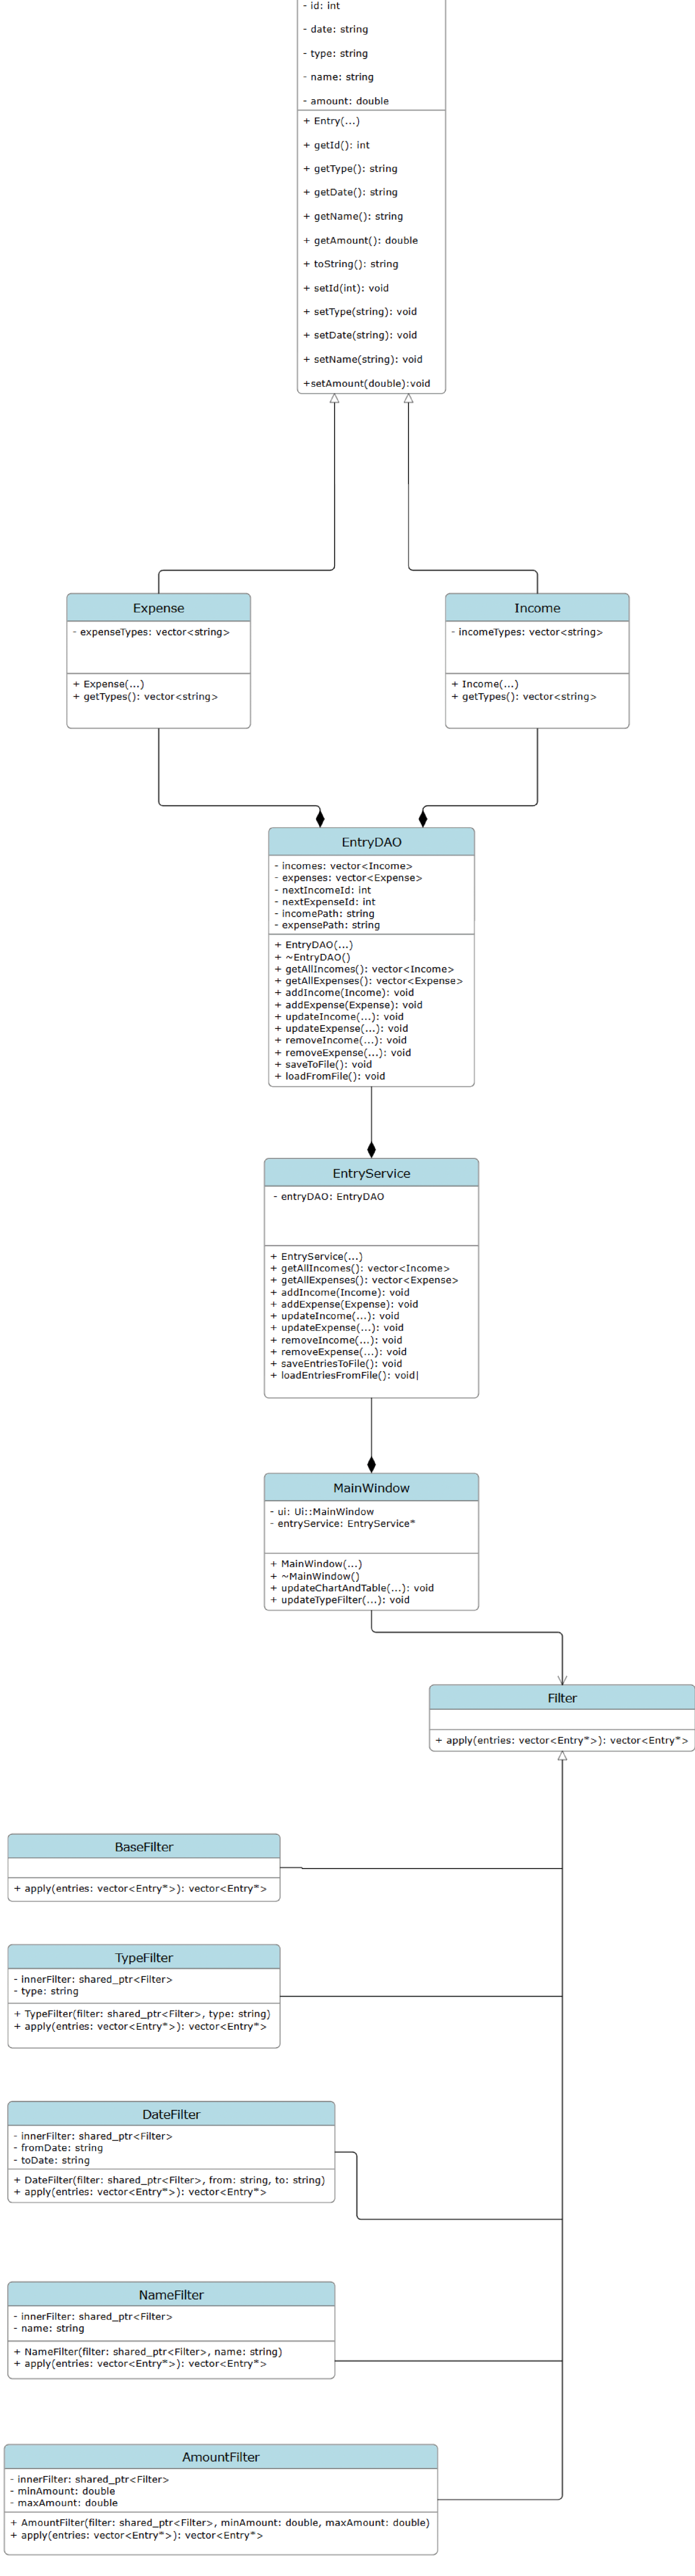 - id: int
- date: string
- type: string
- name: string
- amount: double
+ Entry(...)
+ getId(): int
+ getType(): string
+ getDate(): string
+ getName(): string
+ getAmount(): double
+ toString(): string
+ setId(int): void
+ setType(string): void
+ setDate(string): void
+ setName(string): void
+setAmount(double):void
Expense
- expenseTypes: vector<string>
+ Expense(...)
+ getTypes(): vector<string>
Income
- incomeTypes: vector<string>
+ Income(...)
+ getTypes(): vector<string>
EntryDAO
- incomes: vector<Income>
- expenses: vector<Expense>
- nextIncomeId: int
- nextExpenseId: int
- incomePath: string
- expensePath: string
+ EntryDAO(...)
+ ~EntryDAO()
+ getAllIncomes(): vector<Income>
+ getAllExpenses(): vector<Expense>
+ addIncome(Income): void
+ addExpense(Expense): void
+ updateIncome(...): void
+ updateExpense(...): void
+ removeIncome(...): void
+ removeExpense(...): void
+ saveToFile(): void
+ loadFromFile(): void
EntryService
- entryDAO: EntryDAO
+ EntryService(...)
+ getAllIncomes(): vector<Income>
+ getAllExpenses(): vector<Expense>
+ addIncome(Income): void
+ addExpense(Expense): void
+ updateIncome(...): void
+ updateExpense(...): void
+ removeIncome(...): void
+ removeExpense(...): void
+ saveEntriesToFile(): void
+ loadEntriesFromFile(): void|
MainWindow
- ui: Ui::MainWindow
- entryService: EntryService*
+ MainWindow(...)
+ ~MainWindow()
+ updateChartAndTable(...): void
+ updateTypeFilter(...): void
Filter
+ apply(entries: vector<Entry*>): vector<Entry*>
BaseFilter
+ apply(entries: vector<Entry*>): vector<Entry*>
TypeFilter
- innerFilter: shared_ptr<Filter>
- type: string
+ TypeFilter(filter: shared_ptr<Filter>, type: string)
+ apply(entries: vector<Entry*>): vector<Entry*>
DateFilter
- innerFilter: shared_ptr<Filter>
- fromDate: string
- toDate: string
+ DateFilter(filter: shared_ptr<Filter>, from: string, to: string)
+ apply(entries: vector<Entry*>): vector<Entry*>
NameFilter
- innerFilter: shared_ptr<Filter>
- name: string
+ NameFilter(filter: shared_ptr<Filter>, name: string)
+ apply(entries: vector<Entry*>): vector<Entry*>
AmountFilter
- innerFilter: shared_ptr<Filter>
- minAmount: double
- maxAmount: double
+ AmountFilter(filter: shared_ptr<Filter>, minAmount: double, maxAmount: double)
+ apply(entries: vector<Entry*>): vector<Entry*>